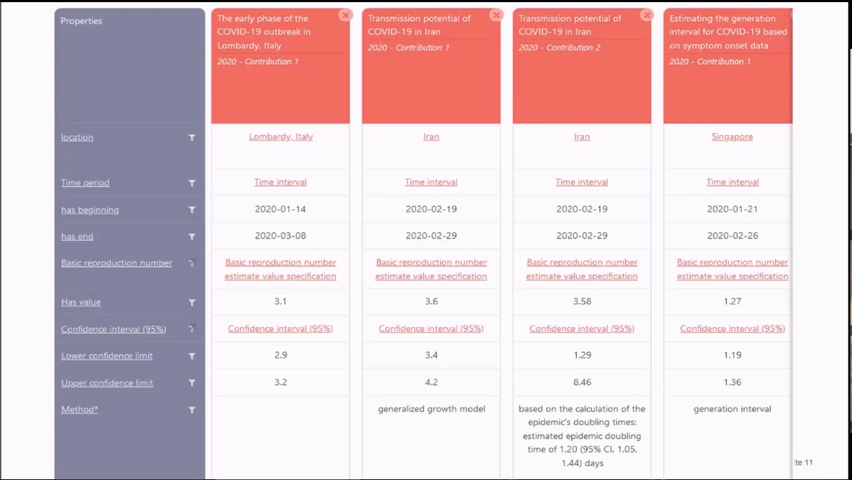 Properties
The early phase of the
COVID-19 outbreak in
Lombardy, Italy
2020 - Contribution 1
Transmission potential of
COVID-19 in Iran
2020 - Contribution 1
Transmission potential of
COVID-19 in Iran
2020 - Contribution 2
Estimating the generation
interval for COVID-19 based
on symptom onset data
2020 - Contribution 1
location
Lombardy, Italy
Iran
Iran
Singapore
Time period
Time interval
Time interval
Time interval
Time interval
has beginning
2020-01-14
2020-02-19
2020-02-19
2020-01-21
has end
2020-03-08
2020-02-29
2020-02-29
2020-02-26
Basic reproduction number
Basic reproduction number
estimate value specification
Basic reproduction number
estimate value specification
Basic reproduction number
estimate value specification
Basic reproduction number
estimate value specification
Has value
3.1
3.6
3.58
1.27
Confidence interval (95%)
Confidence interval (95%)
Confidence interval (95%)
Confidence interval (95%)
Confidence interval (95%)
Lower confidence limit
2.9
3.4
1.29
1.19
Upper confidence limit
3.2
4.2
8.46
1.36
Method*
generalized growth model
based on the calculation of the
epidemic's doubling times:
estimated epidemic doubling
time of 1.20 (95% CI, 1.05,
1.44) days
generation interval
ite 11